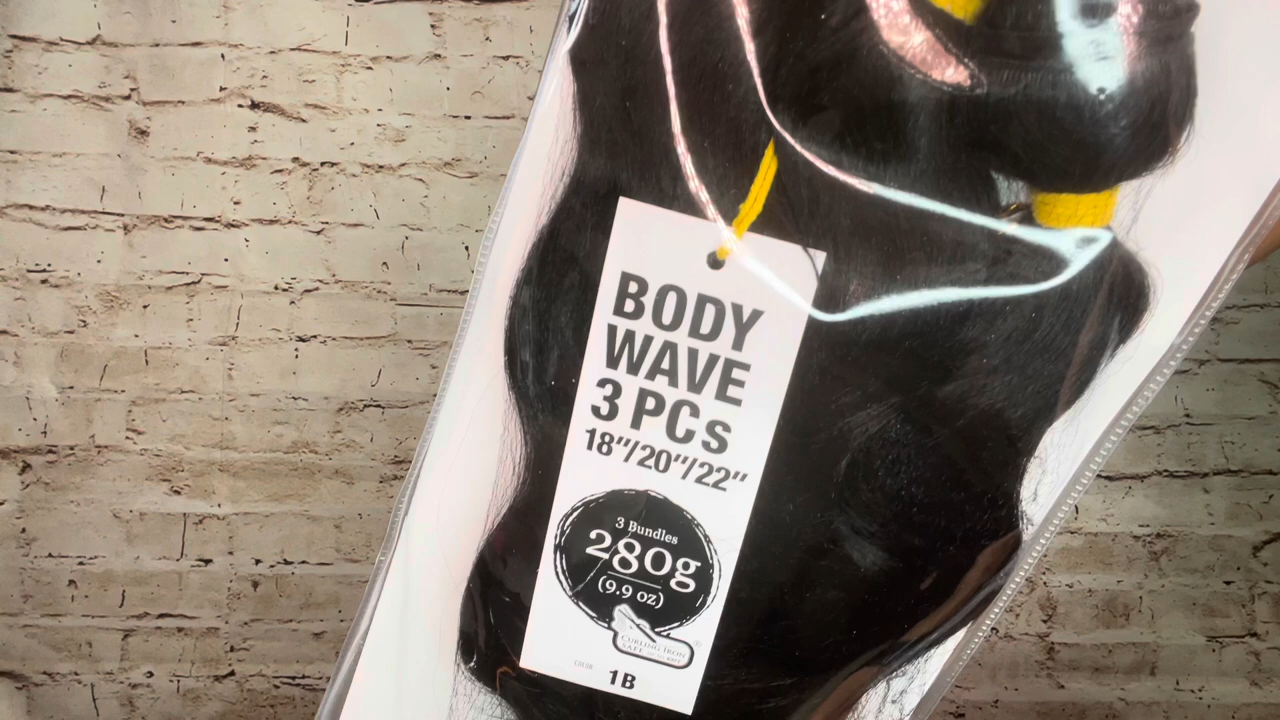 BODY
WAVE
3 PCs
18"/20"/22"
3 Bundles
280g
(9.9 oz)
CURLING IRON
SAFE
COLOR
1B